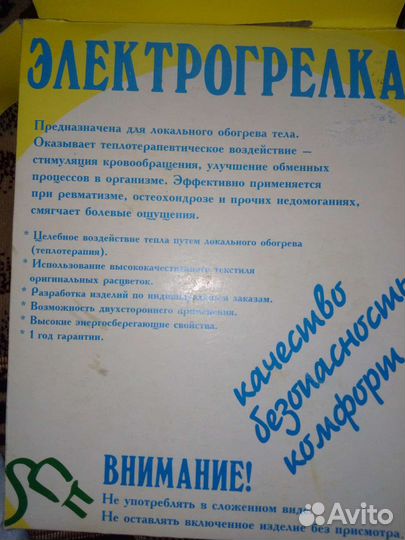 ЭЛЕКТРОГРЕЛКА
Предназначена для локального обогрева тела.
Оказывает теплотерапевтическое воздействие –
стимуляция кровообращения, улучшение обменных
процессов в организме. Эффективно применяется
при ревматизме, остеохондрозе и прочих недомоганиях,
смягчает болевые ощущения.
* Целебное воздействие тепла путем локального обогрева
(теплотерапия).
* Использование высококачественного текстиля
оригинальных расцветок.
* Разработка изделий по индивидуальным заказам.
* Возможность двухстороннего применения.
* Высокие энергосберегающие свойства.
* 1 год гарантии.
качество
безопасность
комфорт
ВНИМАНИЕ!
Не употреблять в сложенном виде.
Не оставлять включенное изделие без присмотра.
Avito